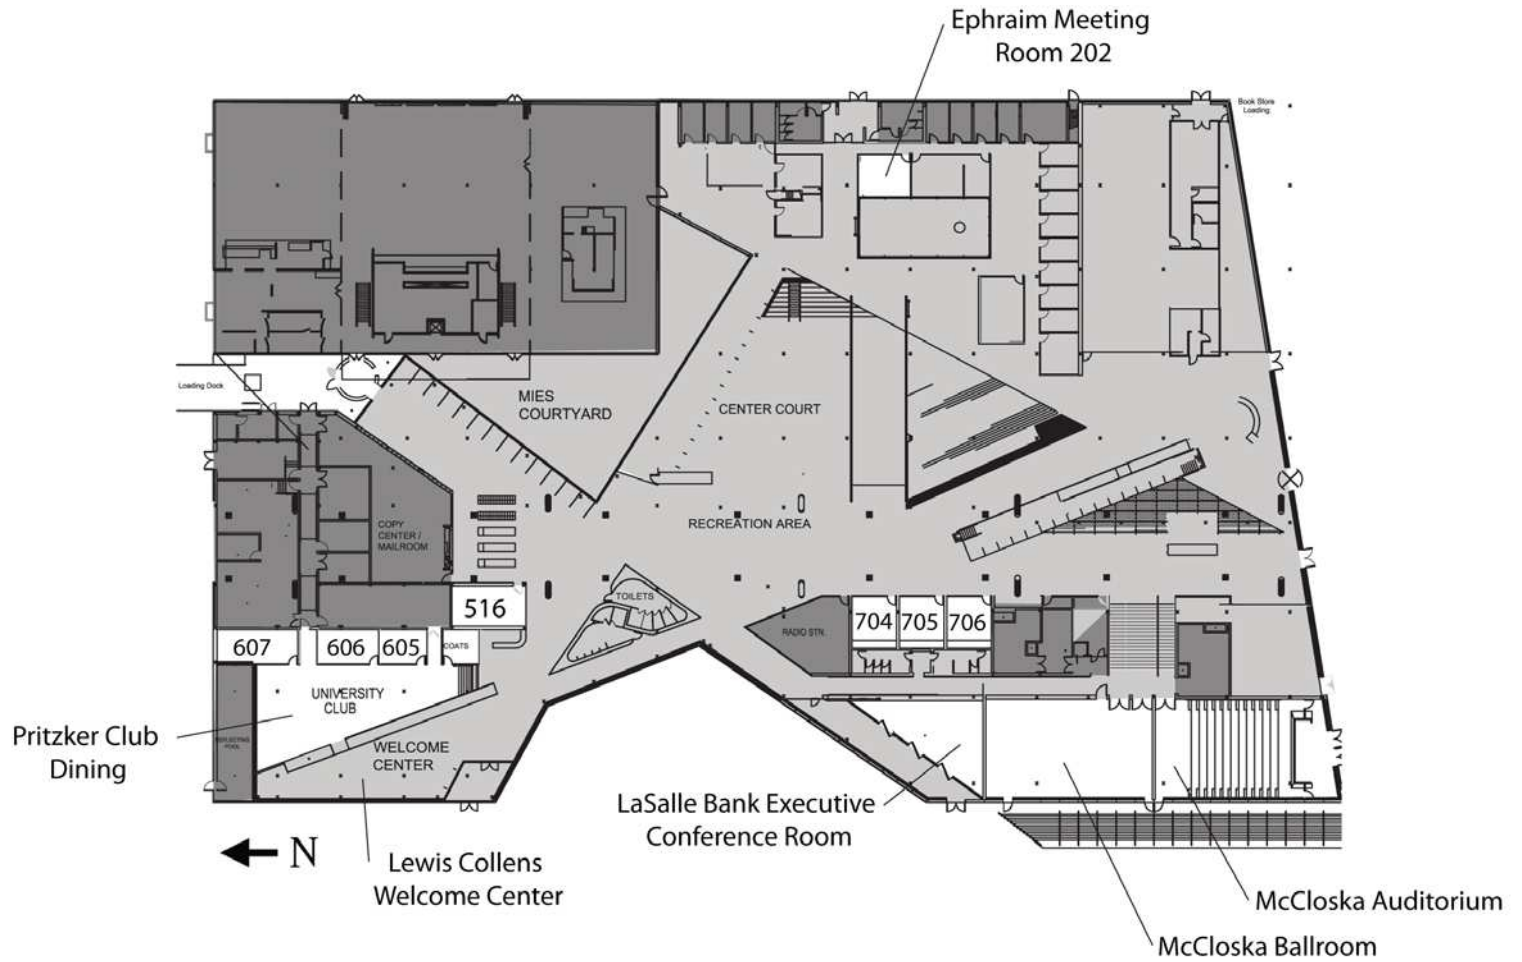 Ephraim Meeting
Room 202
Book Store
Loading
Loading Dock
MIES
COURTYARD
CENTER COURT
COPY
CENTER /
MAILROOM
RECREATION AREA
516
TOILETS
607
606
605
COATS
RADIO STN.
704
705
706
UNIVERSITY
CLUB
REFLECTING
POOL
WELCOME
CENTER
Pritzker Club
Dining
LaSalle Bank Executive
Conference Room
N
Lewis Collens
Welcome Center
McCloska Auditorium
McCloska Ballroom